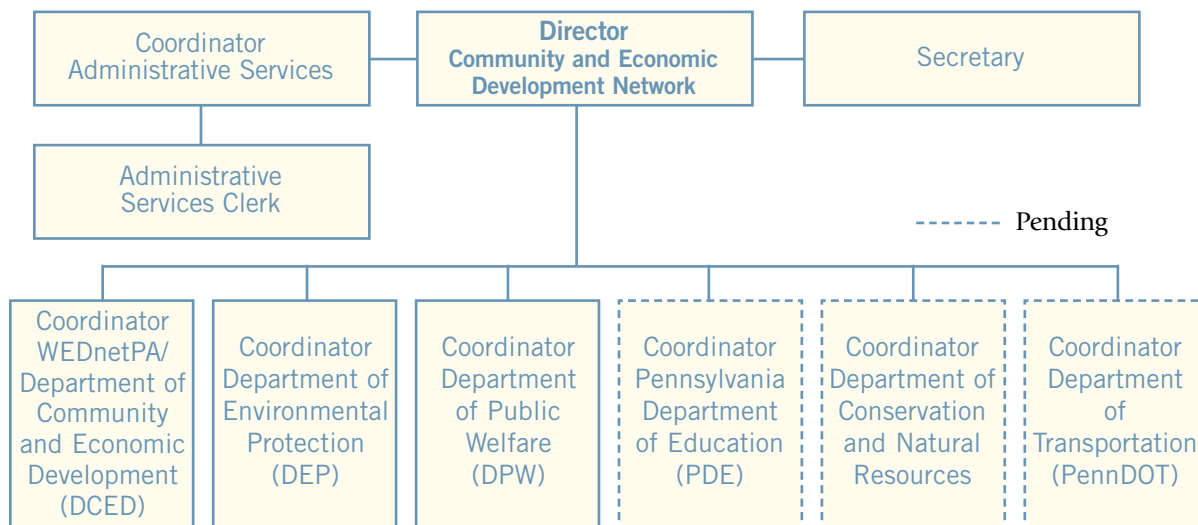 Coordinator
Administrative Services
Director
Community and Economic
Development Network
Secretary
Administrative
Services Clerk
Pending
Coordinator
WEDnetPA/
Department of
Community
and Economic
Development
(DCED)
Coordinator
Department of
Environmental
Protection
(DEP)
Coordinator
Department
of Public
Welfare
(DPW)
Coordinator
Pennsylvania
Department
of Education
(PDE)
Coordinator
Department of
Conservation
and Natural
Resources
Coordinator
Department
of
Transportation
(PennDOT)